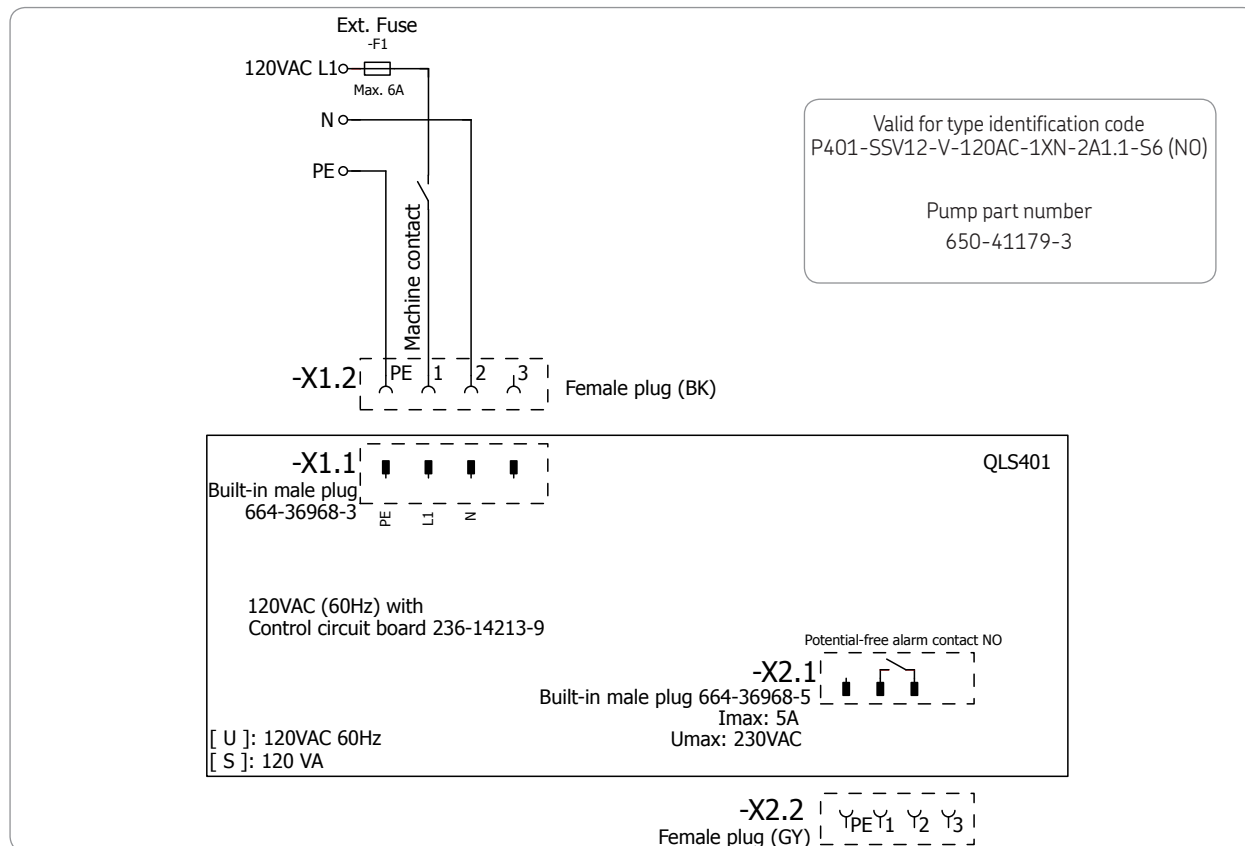 Ext. Fuse
-F1
120VAC L1
Max. 6A
N
PE
Machine contact
Valid for type identification code
P401-SSV12-V-120AC-1XN-2A1.1-S6 (NO)
Pump part number
650-41179-3
-X1.2
PE 1 2 3
Female plug (BK)
QLS401
-X1.1
Built-in male plug
664-36968-3
PE L1 N
120VAC (60Hz) with
Control circuit board 236-14213-9
Potential-free alarm contact NO
-X2.1
Built-in male plug 664-36968-5
Imax: 5A
Umax: 230VAC
[ U ]: 120VAC 60Hz
[ S ]: 120 VA
-X2.2
PE 1 2 3
Female plug (GY)